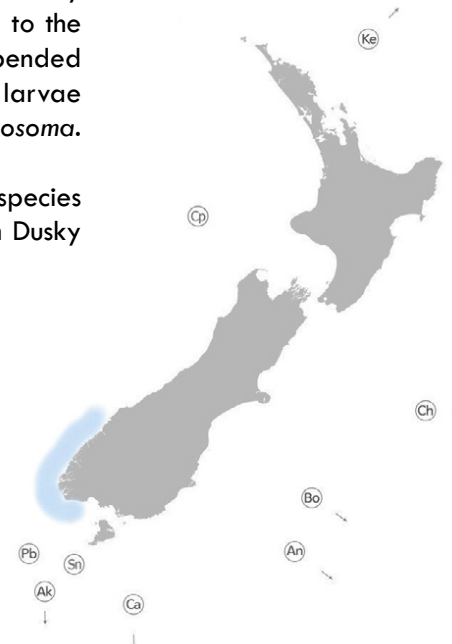 to the
pended
larvae
osoma.
species
n Dusky
Ke
Cp
Ch
Bo
An
Pb
Sn
Ak
Ca